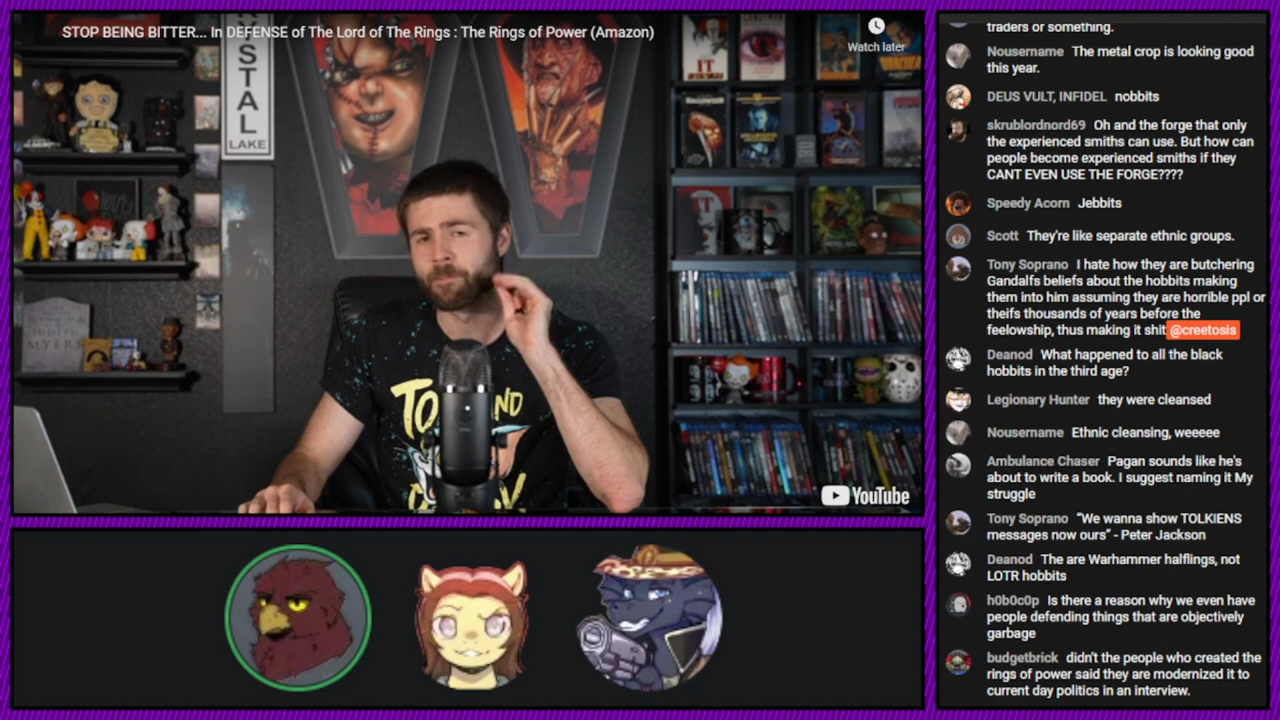 STOP BEING BITTER... In DEFENSE of The Lord of The Rings : The Rings of Power (Amazon)
Watch later
STAL
LAKE
IT
HALLOWEEN
IT
MYERS
TO ND
YouTube
traders or something.
Nousername The metal crop is looking good
this year.
DEUS VULT, INFIDEL nobbits
skrublordnord69 Oh and the forge that only
the experienced smiths can use. But how can
people become experienced smiths if they
CANT EVEN USE THE FORGE????
Speedy Acorn Jebbits
Scott They're like separate ethnic groups.
Tony Soprano I hate how they are butchering
Gandalfs beliefs about the hobbits making
them into him assuming they are horrible ppl or
theifs thousands of years before the
feelowship, thus making it shit @creetosis
Deanod What happened to all the black
hobbits in the third age?
Legionary Hunter they were cleansed
Nousername Ethnic cleansing, weeeee
Ambulance Chaser Pagan sounds like he's
about to write a book. I suggest naming it My
struggle
Tony Soprano “We wanna show TOLKIENS
messages now ours” - Peter Jackson
Deanod The are Warhammer halflings, not
LOTR hobbits
h0b0c0p Is there a reason why we even have
people defending things that are objectively
garbage
budgetbrick didn't the people who created the
rings of power said they are modernized it to
current day politics in an interview.